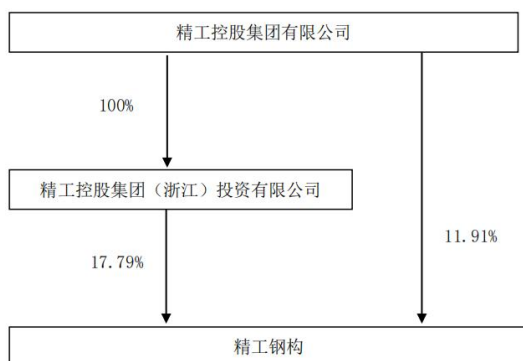 精工控股集团有限公司
100%
精工控股集团（浙江）投资有限公司
17.79%
11.91%
精工钢构